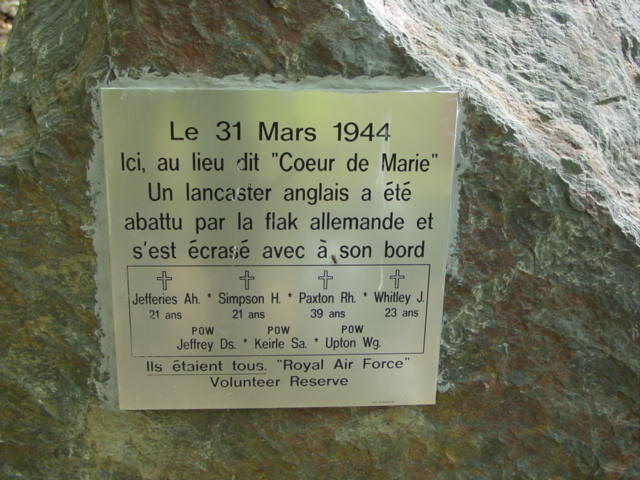 Le 31 Mars 1944
Ici, au lieu dit "Coeur de Marie"
Un lancaster anglais a été
abattu par la flak allemande et
s'est écrasé avec à son bord
Jefferies Ah. * Simpson H. * Paxton Rh. * Whitley J.
21 ans 21 ans 39 ans 23 ans
POW POW POW
Jeffrey Ds. * Keirle Sa. * Upton Wg.
Ils étaient tous. "Royal Air Force"
Volunteer Reserve